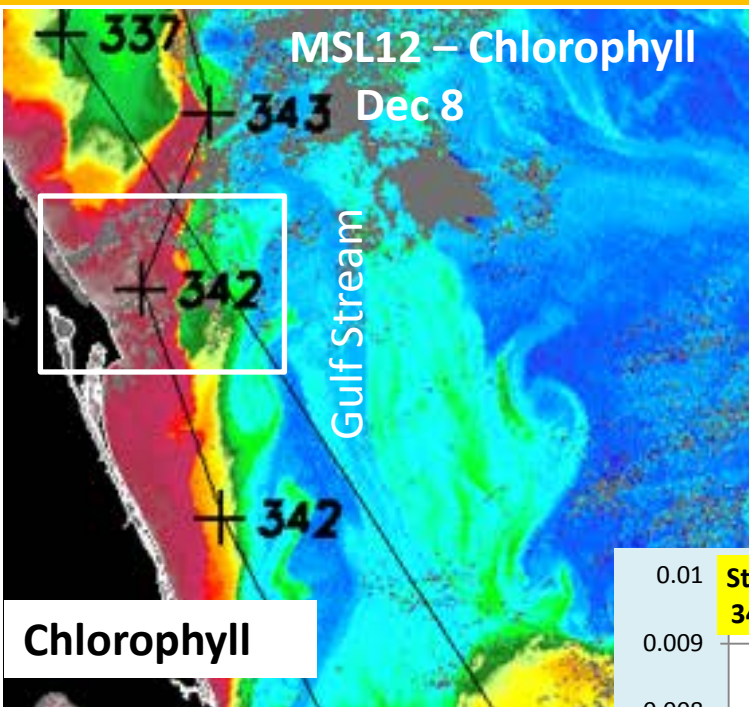 MSL12 – Chlorophyll
Dec 8
337
343
342
Gulf Stream
342
Chlorophyll
0.01
0.009